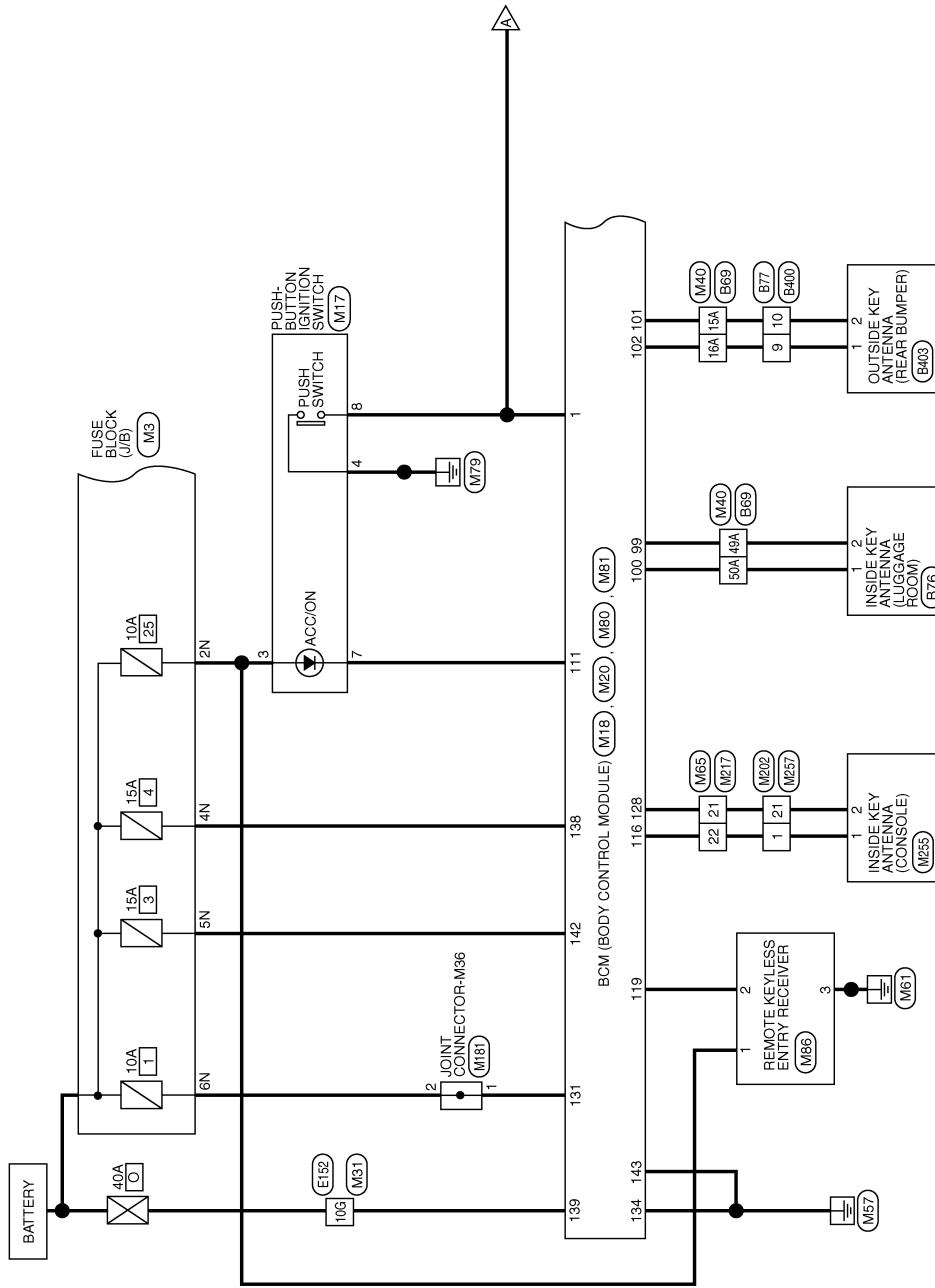 BATTERY
40A
O
10A
1
15A
3
15A
4
10A
25
FUSE
BLOCK
(J/B)
M3
6N
5N
4N
2N
10G
E152
M31
2
1
JOINT
CONNECTOR-M36
M181
3
ACC/ON
7
4
8
PUSH
SWITCH
PUSH-
BUTTON
IGNITION
SWITCH
M17
M79
A
139
131
142
138
111
1
BCM (BODY CONTROL MODULE) M18 , M20 , M80 , M81
134
143
119
116
128
100
99
102
101
M57
1
2
REMOTE KEYLESS
ENTRY RECEIVER
M86
3
M61
22
21
M65
M217
1
21
M202
M257
1
2
INSIDE KEY
ANTENNA
(CONSOLE)
M255
50A
49A
M40
B69
1
2
INSIDE KEY
ANTENNA
(LUGGAGE
ROOM)
16A
15A
M40
B69
9
10
B77
B400
1
2
OUTSIDE KEY
ANTENNA
(REAR BUMPER)
B403